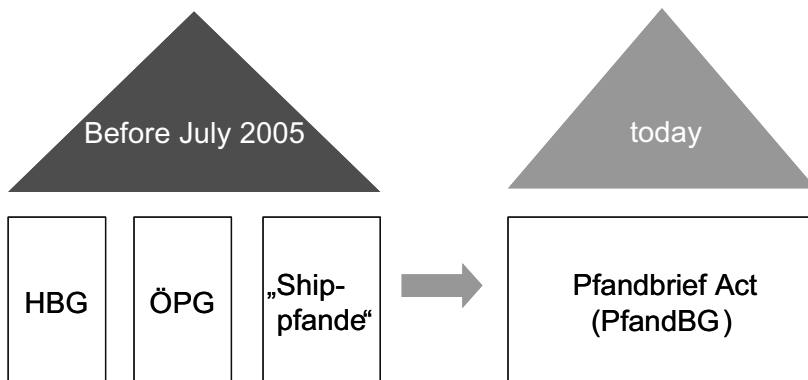 Before July 2005
today
HBG
ÖPG
„Ship-
pfande“
Pfandbrief Act
(PfandBG )